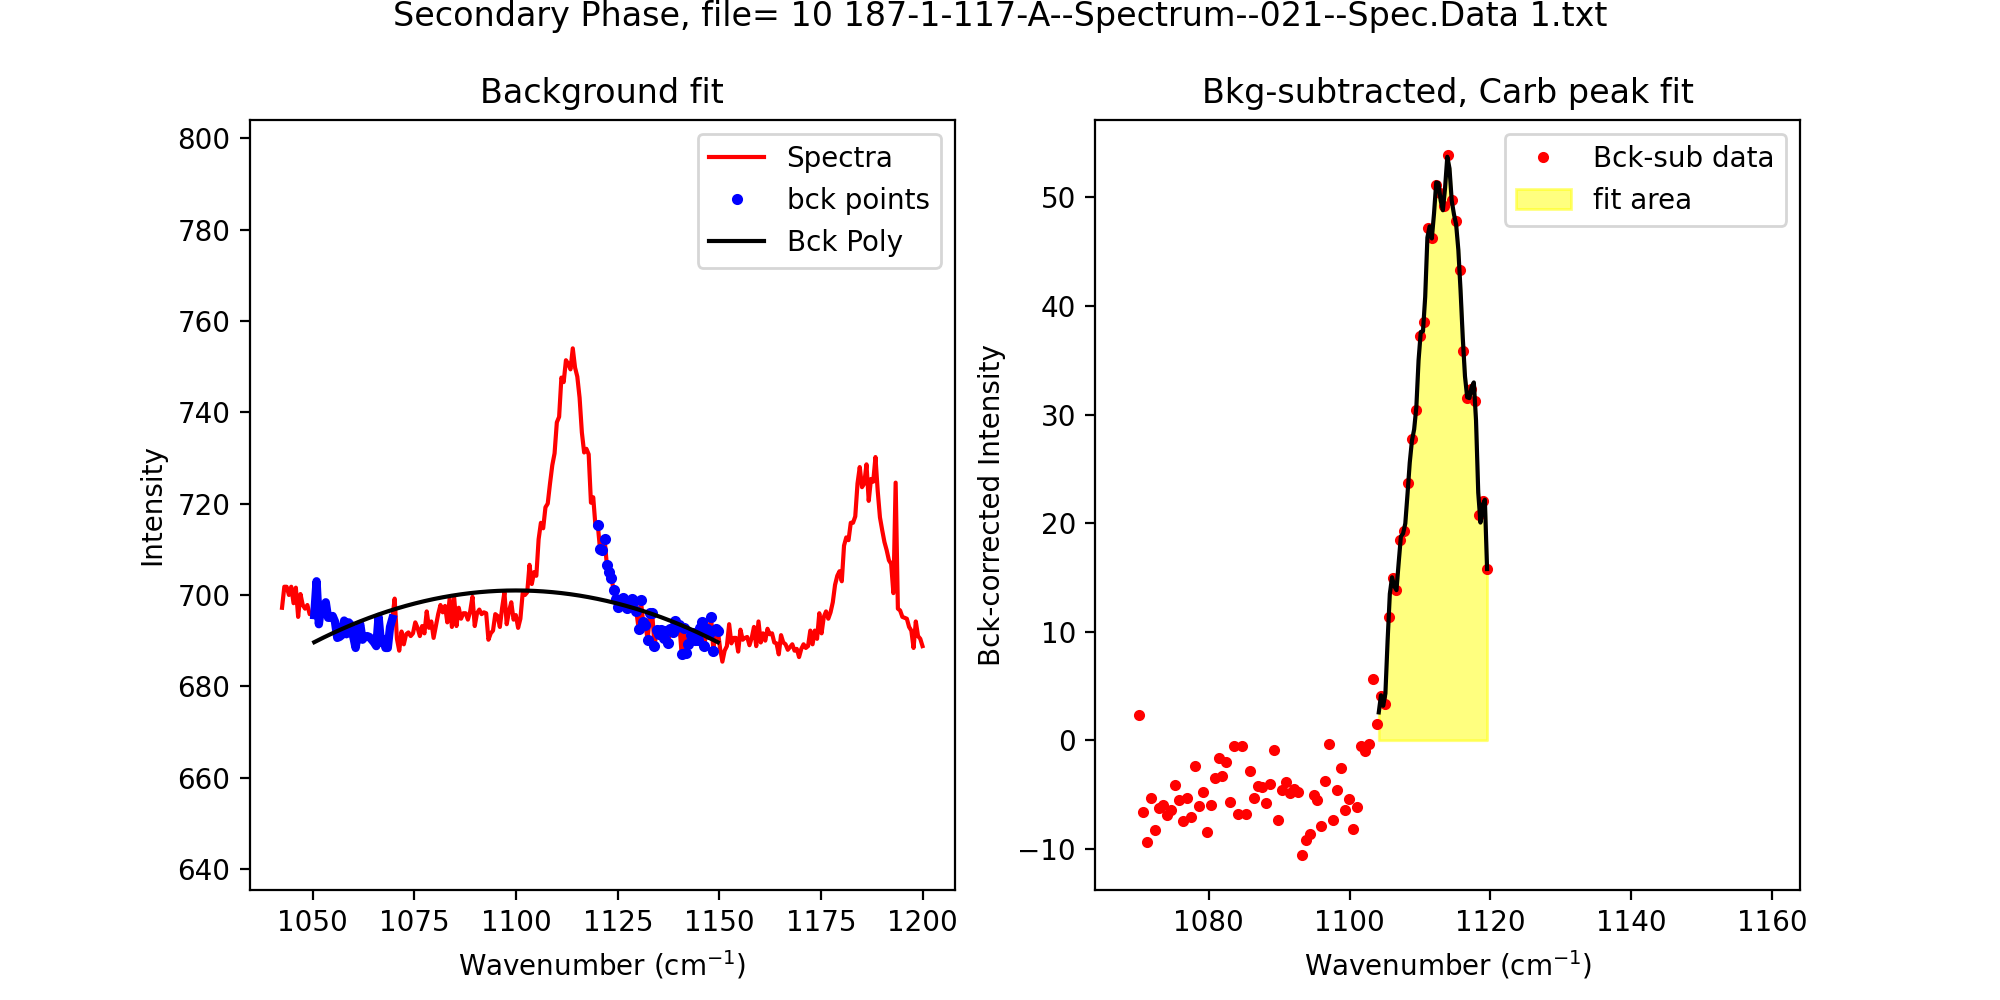 Secondary Phase, file= 10 187-1-117-A--Spectrum--021--Spec.Data 1.txt
Background fit
800
780
760
740
720
700
680
660
640
Intensity
Spectra
bck points
Bck Poly
1050 1075 1100 1125 1150 1175 1200
Wavenumber (cm⁻¹)
Bkg-subtracted, Carb peak fit
50
40
30
20
10
0
−10
Bck-corrected Intensity
Bck-sub data
fit area
1080 1100 1120 1140 1160
Wavenumber (cm⁻¹)